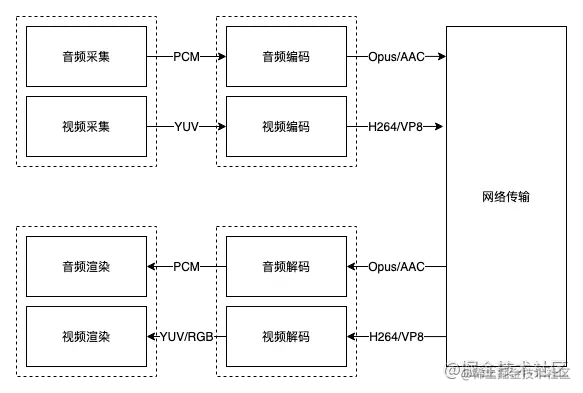 音频采集
PCM
音频编码
Opus/AAC
视频采集
YUV
视频编码
H264/VP8
网络传输
音频渲染
PCM
音频解码
Opus/AAC
视频渲染
YUV/RGB
视频解码
H264/VP8
@稀土掘金技术社区